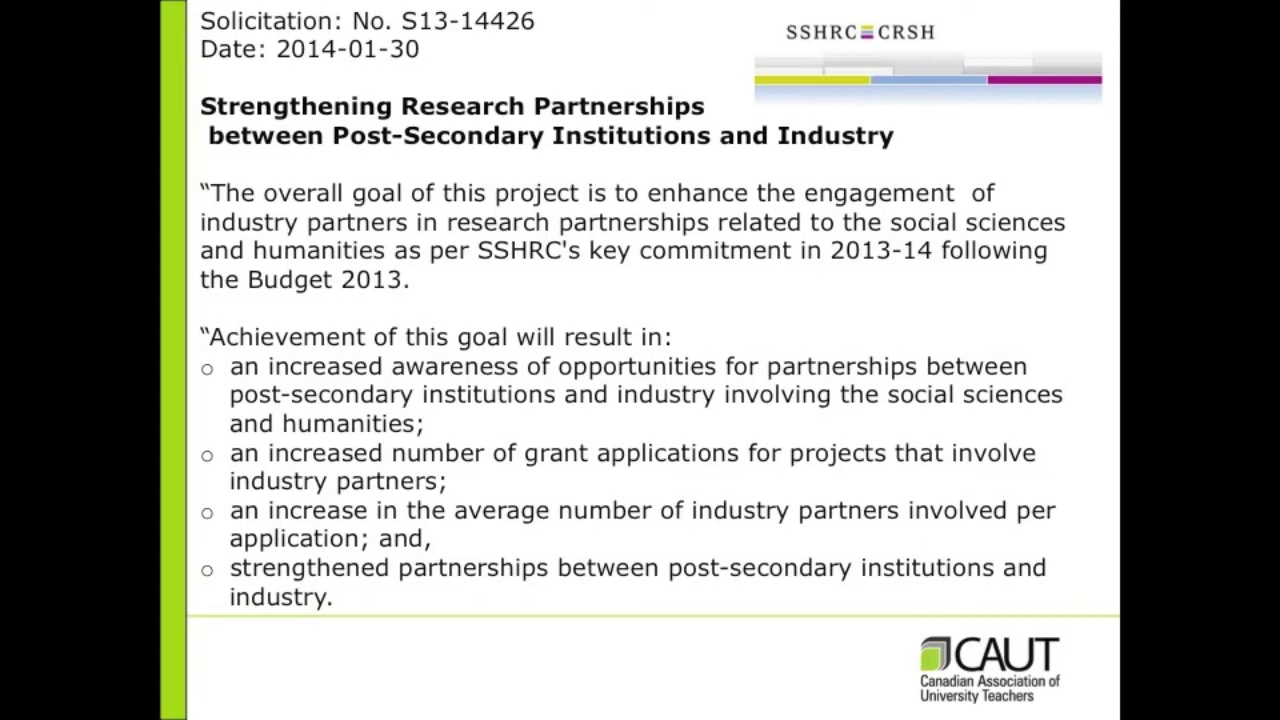 Solicitation: No. S13-14426
Date: 2014-01-30
SSHRC≡CRSH
Strengthening Research Partnerships
between Post-Secondary Institutions and Industry
“The overall goal of this project is to enhance the engagement of
industry partners in research partnerships related to the social sciences
and humanities as per SSHRC's key commitment in 2013-14 following
the Budget 2013.
“Achievement of this goal will result in:
o an increased awareness of opportunities for partnerships between
post-secondary institutions and industry involving the social sciences
and humanities;
o an increased number of grant applications for projects that involve
industry partners;
o an increase in the average number of industry partners involved per
application; and,
o strengthened partnerships between post-secondary institutions and
industry.
CAUT
Canadian Association of
University Teachers